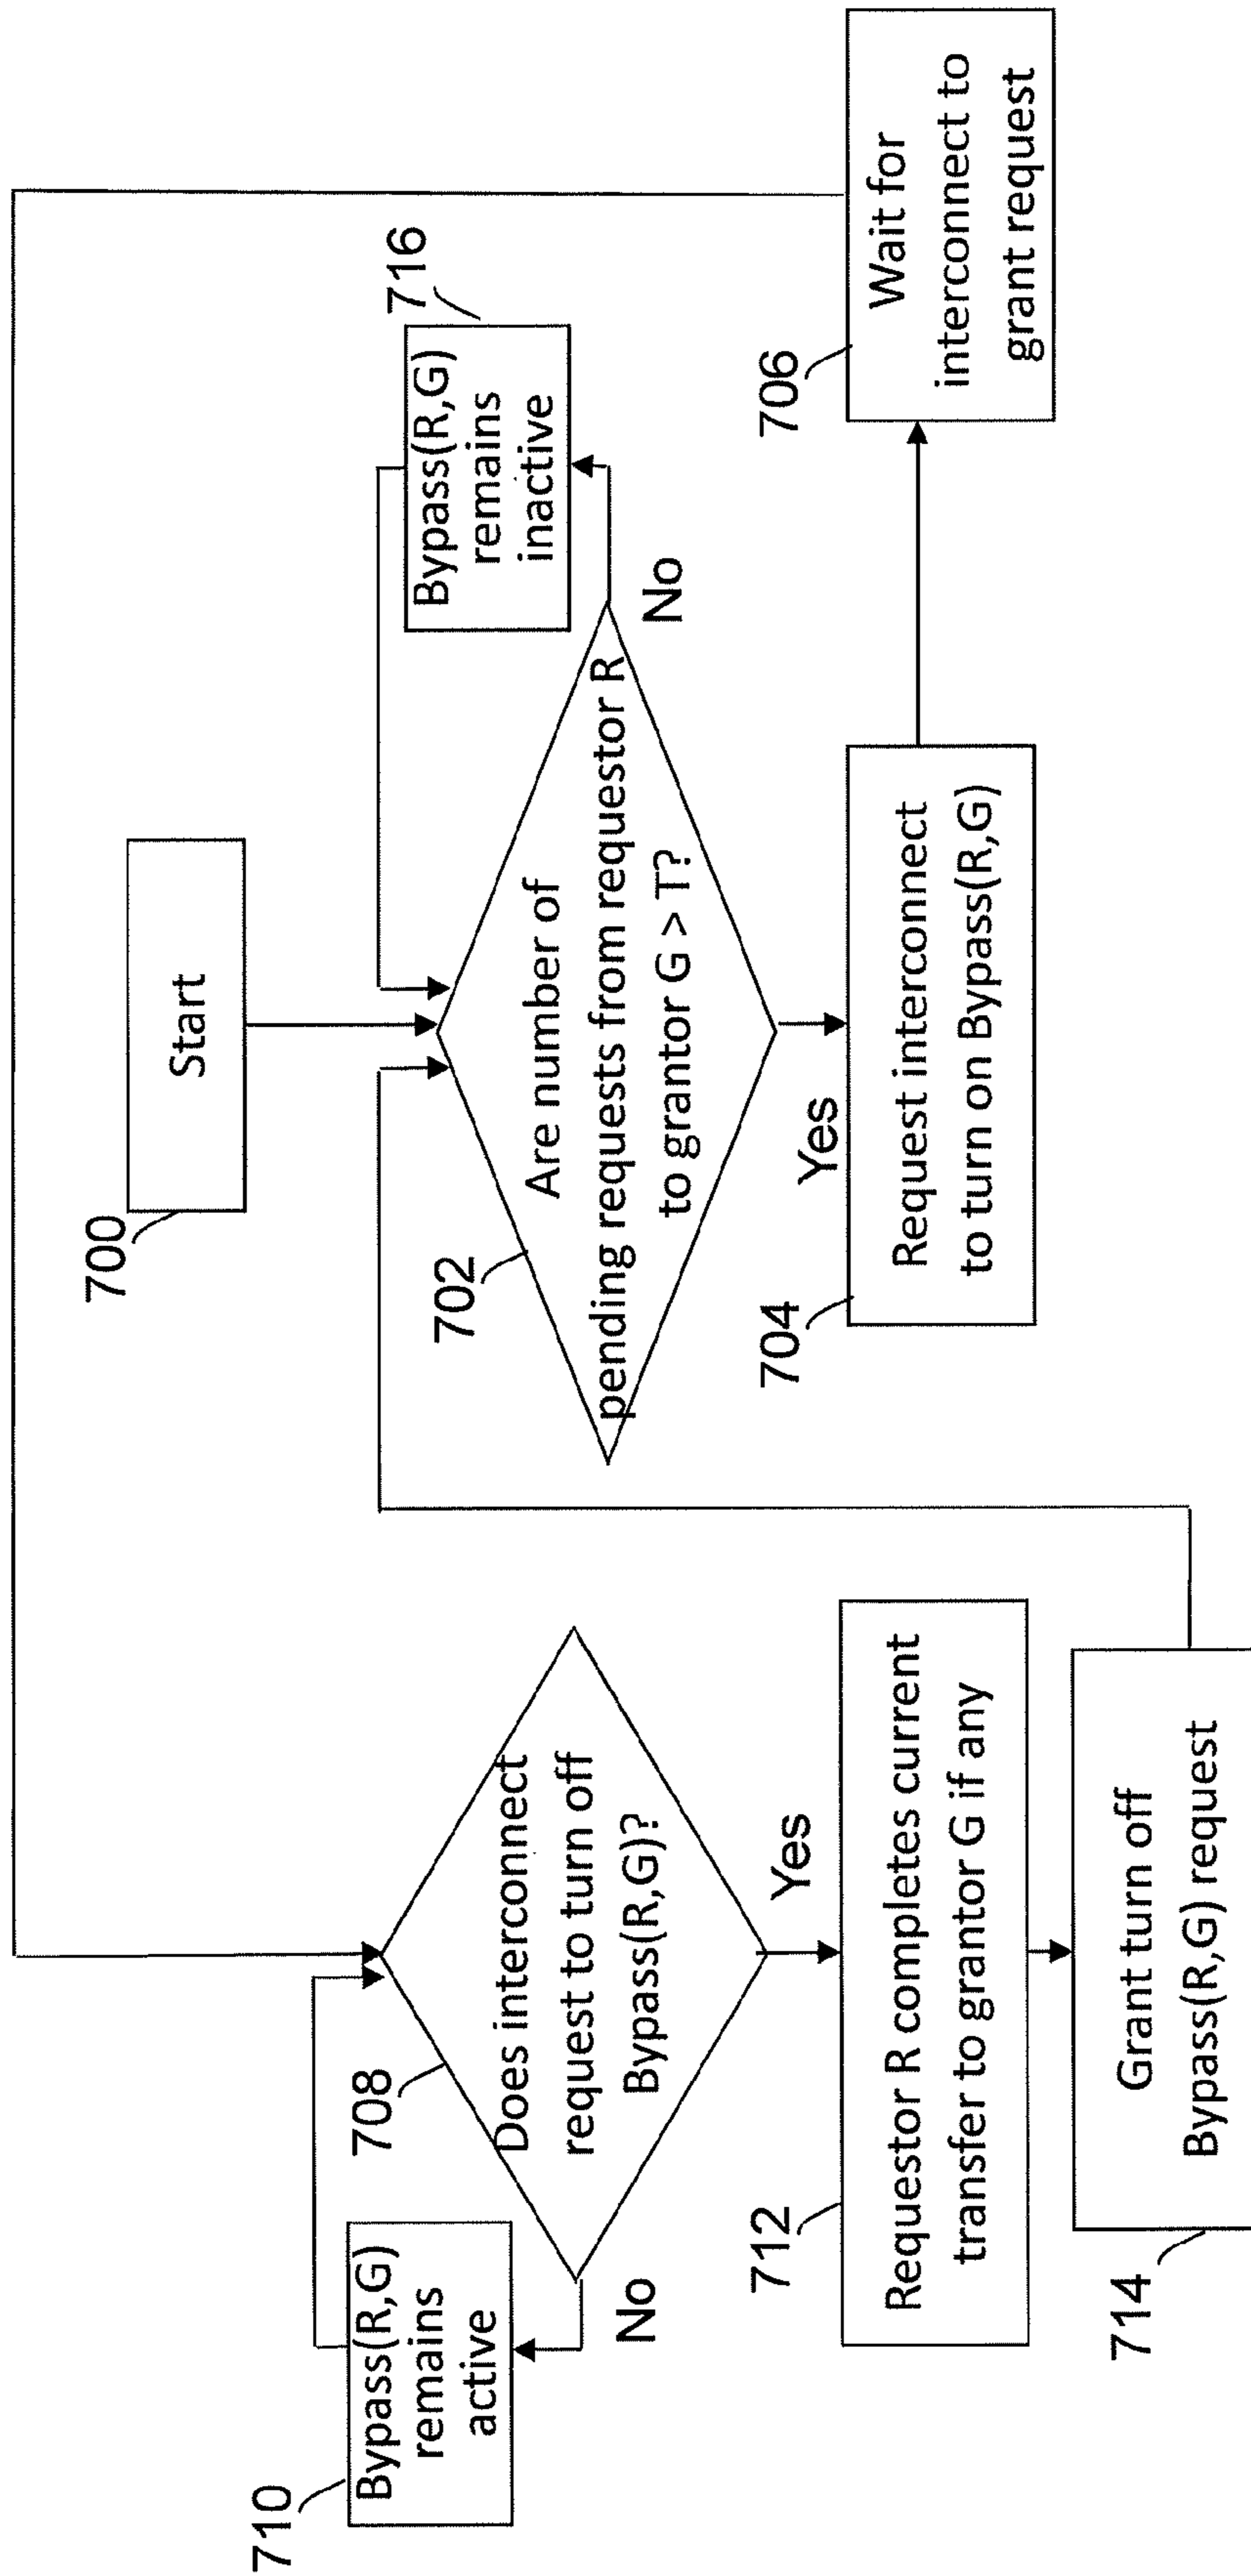 700
Start
702
Are number of
pending requests from requestor R
to grantor G > T?
No
716
Bypass(R,G)
remains
inactive
Yes
704
Request interconnect
to turn on Bypass(R,G)
706
Wait for
interconnect to
grant request
708
Does interconnect
request to turn off
Bypass(R,G)?
No
710
Bypass(R,G)
remains
active
Yes
712
Requestor R completes current
transfer to grantor G if any
714
Grant turn off
Bypass(R,G) request